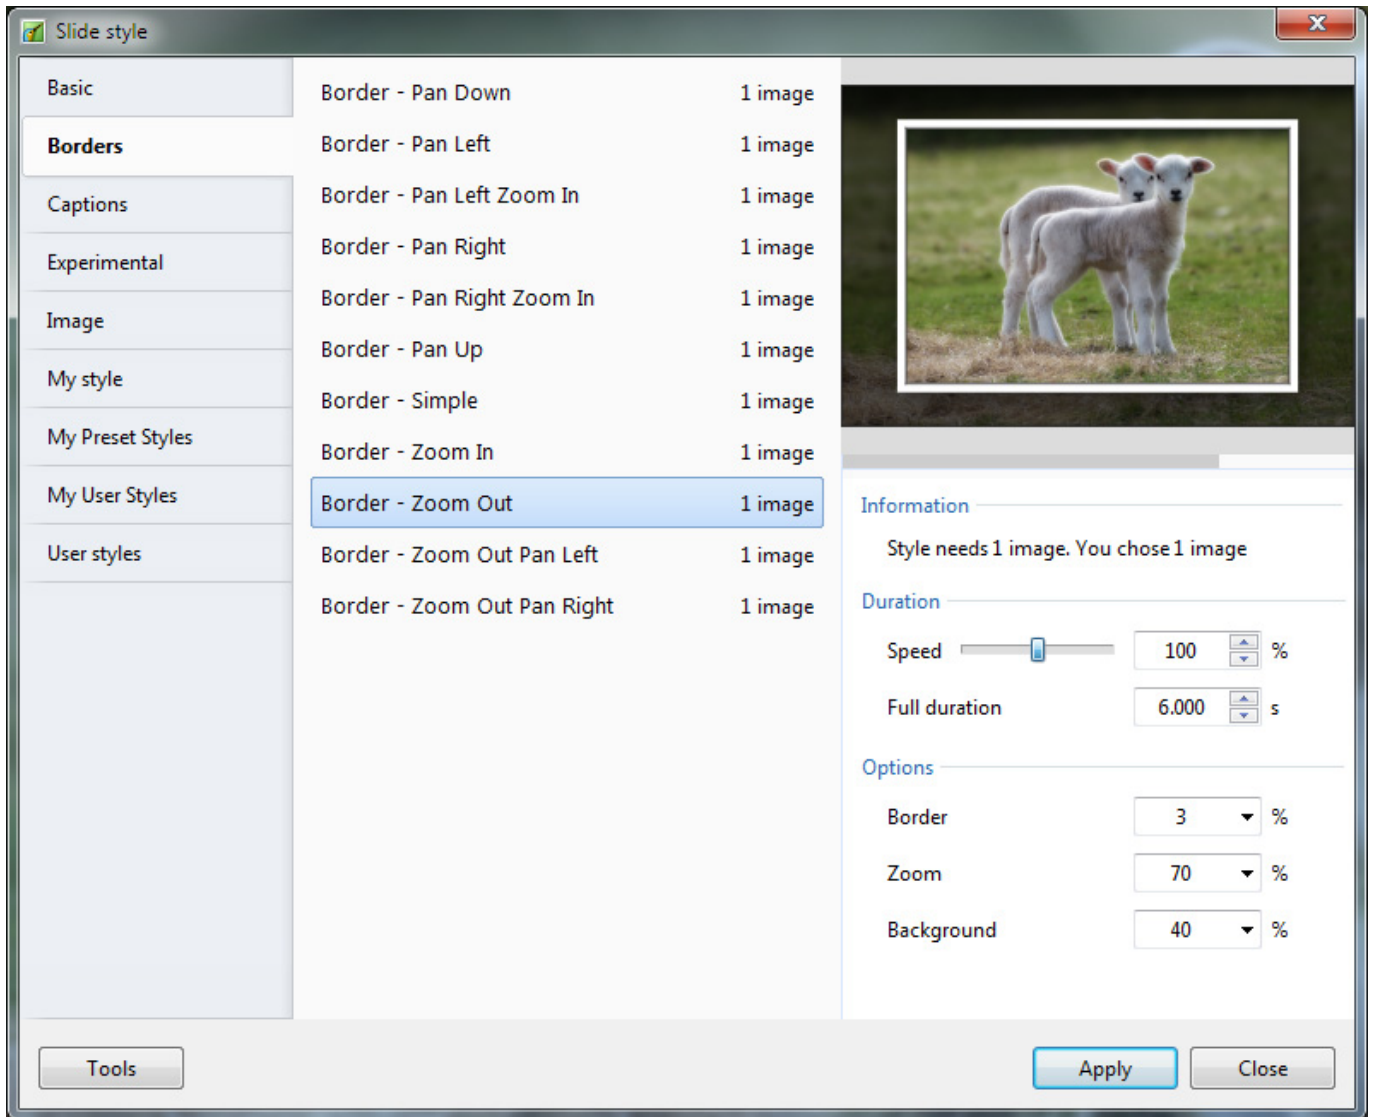 Slide style
Basic
Borders
Captions
Experimental
Image
My style
My Preset Styles
My User Styles
User styles
Border - Pan Down 1 image
Border - Pan Left 1 image
Border - Pan Left Zoom In 1 image
Border - Pan Right 1 image
Border - Pan Right Zoom In 1 image
Border - Pan Up 1 image
Border - Simple 1 image
Border - Zoom In 1 image
Border - Zoom Out 1 image
Border - Zoom Out Pan Left 1 image
Border - Zoom Out Pan Right 1 image
Information
Style needs 1 image. You chose 1 image
Duration
Speed 100 %
Full duration 6.000 s
Options
Border 3 %
Zoom 70 %
Background 40 %
Tools
Apply
Close